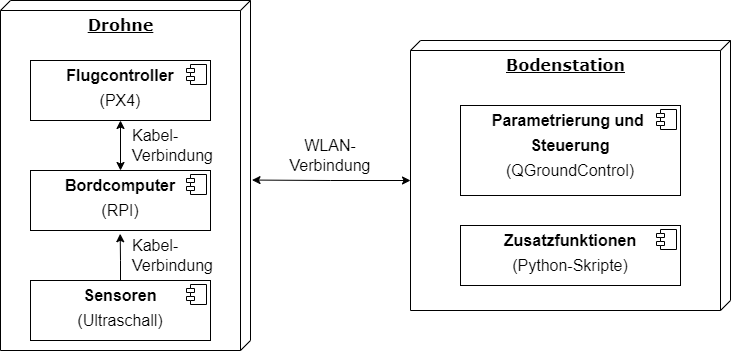 Drohne
Flugcontroller
(PX4)
Kabel-
Verbindung
Bordcomputer
(RPI)
Kabel-
Verbindung
Sensoren
(Ultraschall)
WLAN-
Verbindung
Bodenstation
Parametrierung und
Steuerung
(QGroundControl)
Zusatzfunktionen
(Python-Skripte)